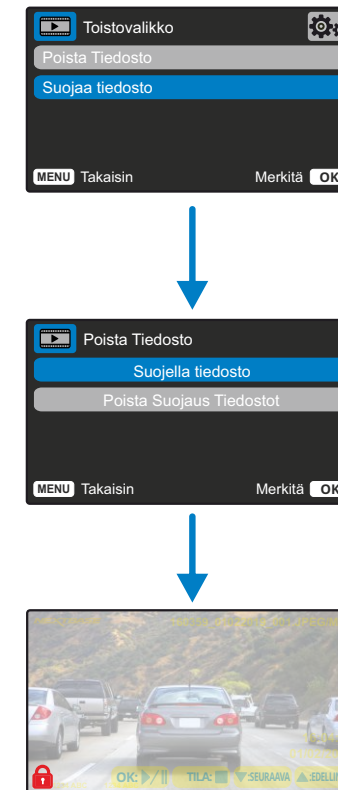 Toistovalikko
Poista Tiedosto
Suojaa tiedosto
MENU Takaisin Merkitä OK
Poista Tiedosto
Suojella tiedosto
Poista Suojaus Tiedostot
MENU Takaisin Merkitä OK
OK: TILA: :SEURAAVA :EDELLIN